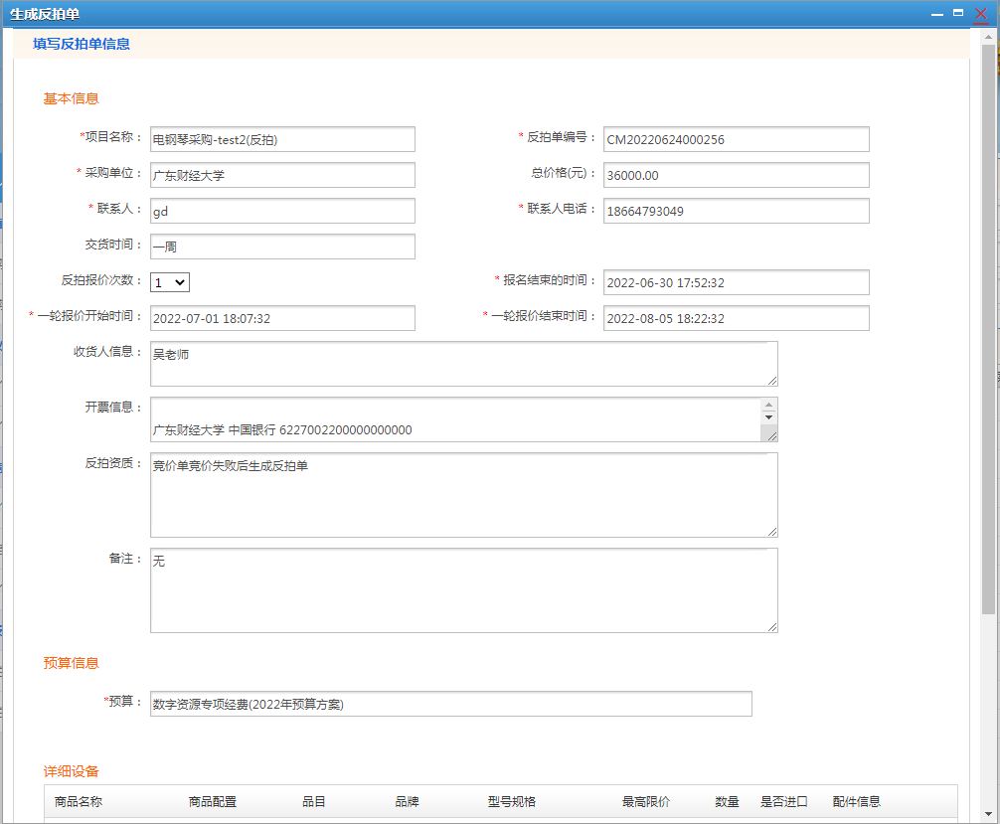 生成反拍单
填写反拍单信息
基本信息
*项目名称： 电钢琴采购-test2(反拍) * 反拍单编号： CM20220624000256
* 采购单位： 广东财经大学 总价格(元)： 36000.00
* 联系人： gd * 联系人电话： 18664793049
交货时间： 一周
反拍报价次数： 1 * 报名结束的时间： 2022-06-30 17:52:32
* 一轮报价开始时间： 2022-07-01 18:07:32 * 一轮报价结束时间： 2022-08-05 18:22:32
收货人信息： 吴老师
开票信息：
广东财经大学 中国银行 6227002200000000000
反拍资质： 竞价单竞价失败后生成反拍单
备注： 无
预算信息
*预算： 数字资源专项经费(2022年预算方案)
详细设备
商品名称 商品配置 品目 品牌 型号规格 最高限价 数量 是否进口 配件信息